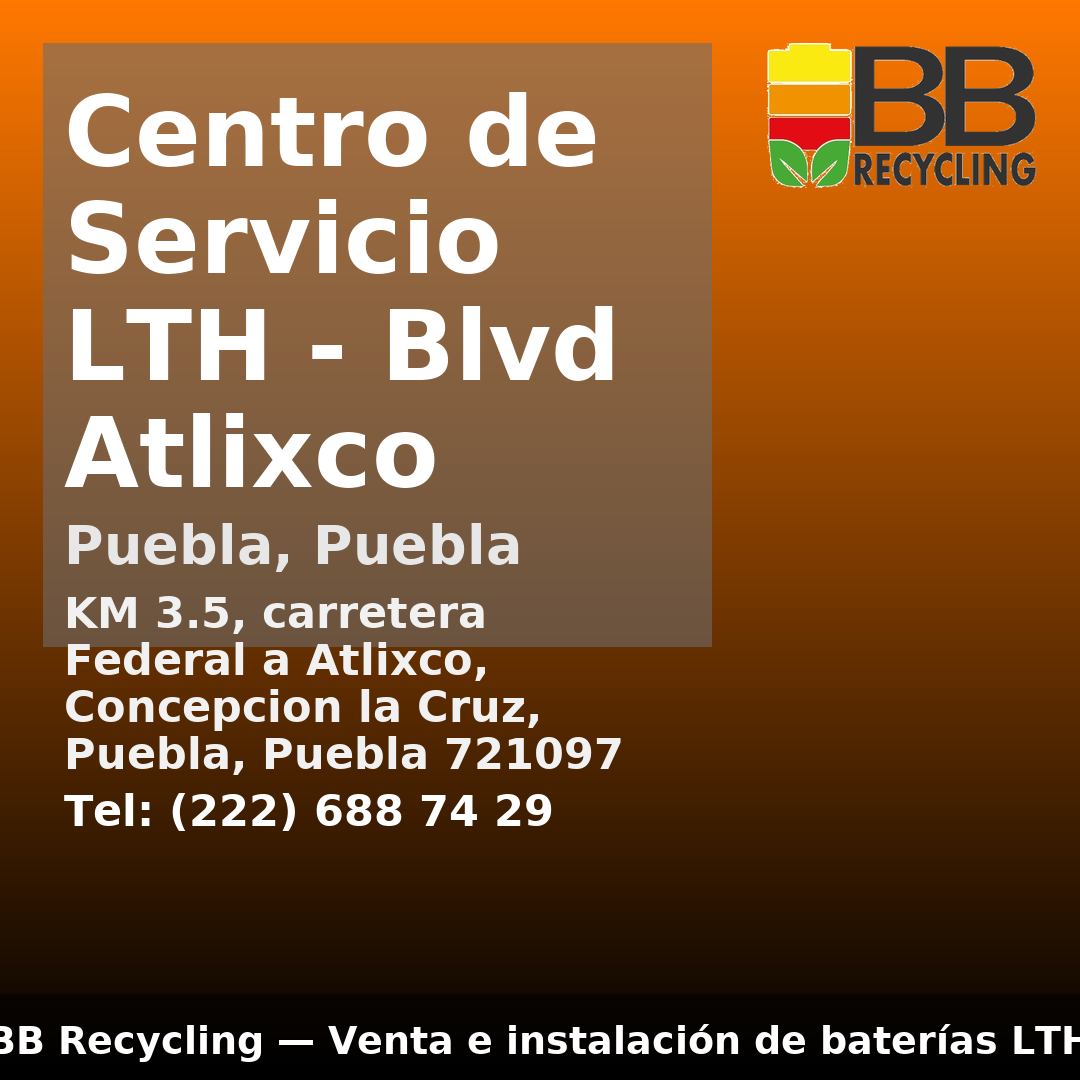 Centro de
Servicio
LTH - Blvd
Atlixco
Puebla, Puebla
KM 3.5, carretera
Federal a Atlixco,
Concepcion la Cruz,
Puebla, Puebla 721097
Tel: (222) 688 74 29
BB
RECYCLING
BB Recycling — Venta e instalación de baterías LTH